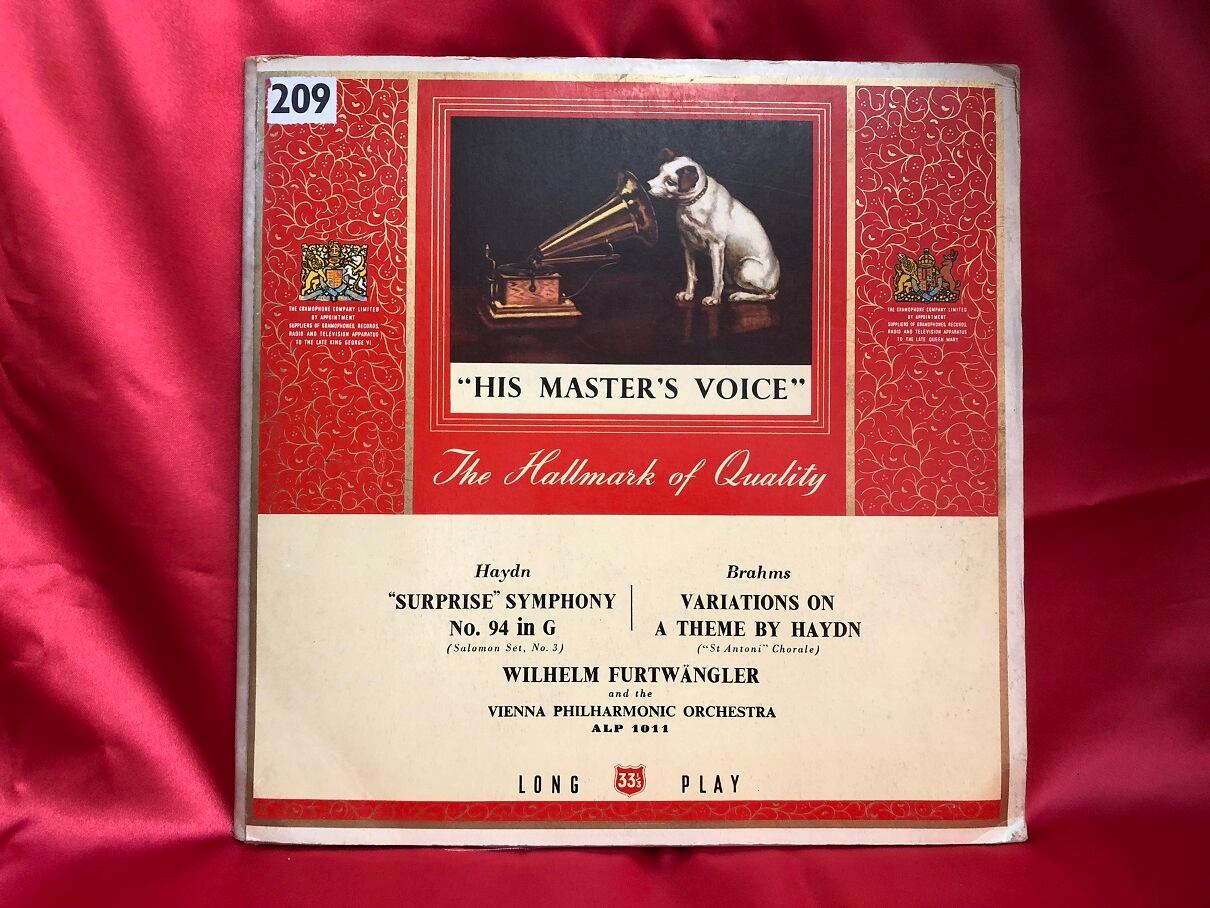 209
THE GRAMOPHONE COMPANY LIMITED
BY APPOINTMENT
SUPPLIERS OF GRAMOPHONES, RECORDS,
RADIO AND TELEVISION APPARATUS
TO THE LATE KING GEORGE VI
THE GRAMOPHONE COMPANY LIMITED
BY APPOINTMENT
SUPPLIERS OF GRAMOPHONES, RECORDS,
RADIO AND TELEVISION APPARATUS
TO THE LATE QUEEN MARY
“HIS MASTER'S VOICE”
The Hallmark of Quality
Haydn
“SURPRISE” SYMPHONY
No. 94 in G
(Salomon Set, No. 3)
Brahms
VARIATIONS ON
A THEME BY HAYDN
(“St Antoni” Chorale)
WILHELM FURTWÄNGLER
and the
VIENNA PHILHARMONIC ORCHESTRA
ALP 1011
LONG 33⅓ PLAY